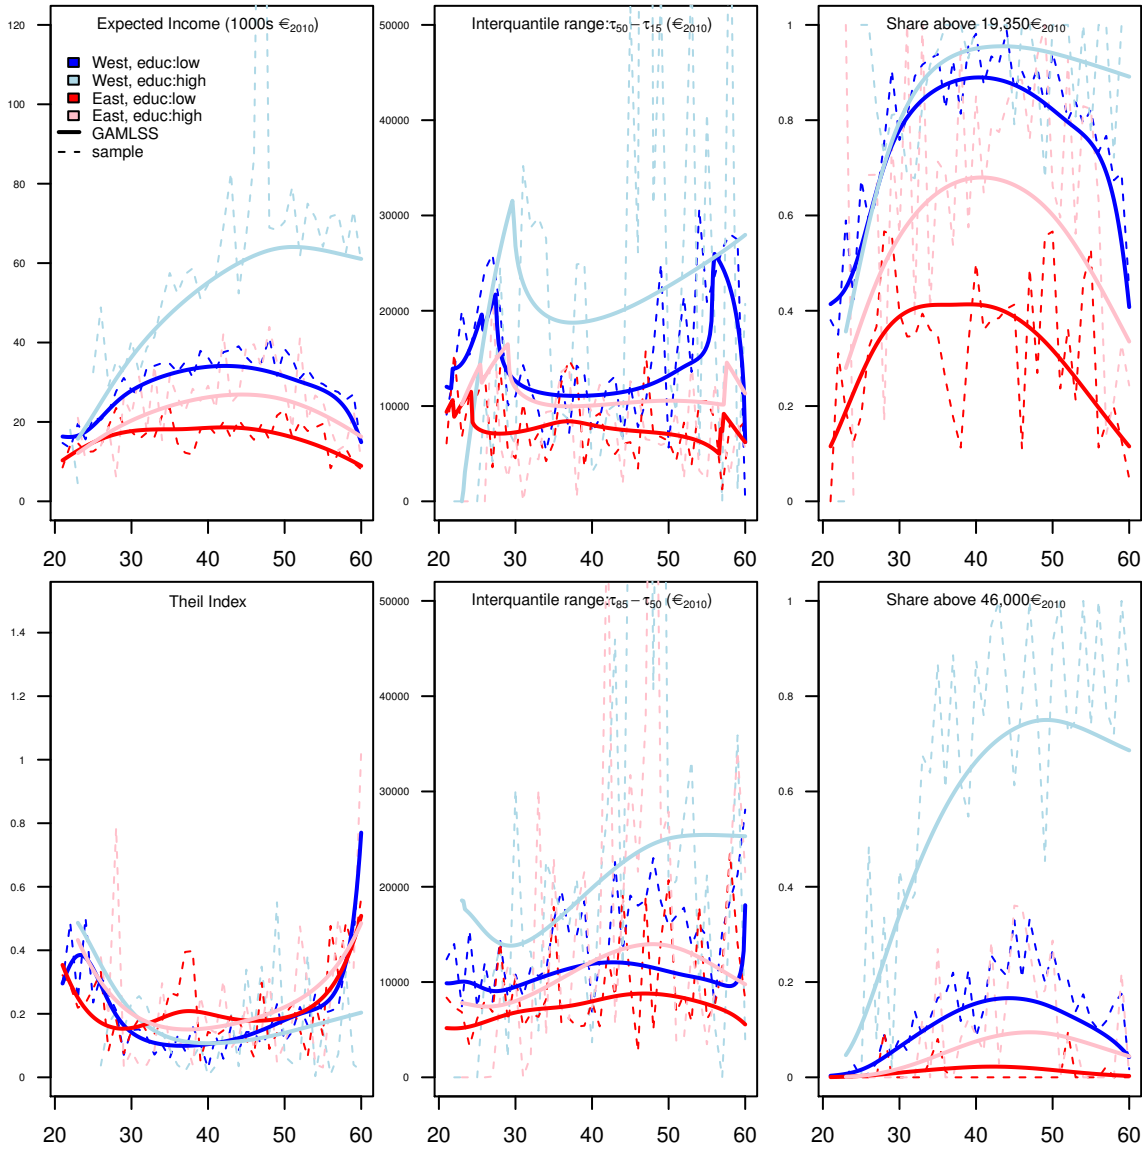 Expected Income (1000s €2010)
120
100
80
60
40
20
0
West, educ:low
West, educ:high
East, educ:low
East, educ:high
GAMLSS
sample
20 30 40 50 60
Interquantile range:τ50−τ15 (€2010)
50000
40000
30000
20000
10000
0
20 30 40 50 60
Share above 19,350€2010
1
0.8
0.6
0.4
0.2
0
20 30 40 50 60
Theil Index
1.4
1.2
1
0.8
0.6
0.4
0.2
0
20 30 40 50 60
Interquantile range:τ85−τ50 (€2010)
50000
40000
30000
20000
10000
0
20 30 40 50 60
Share above 46,000€2010
1
0.8
0.6
0.4
0.2
0
20 30 40 50 60